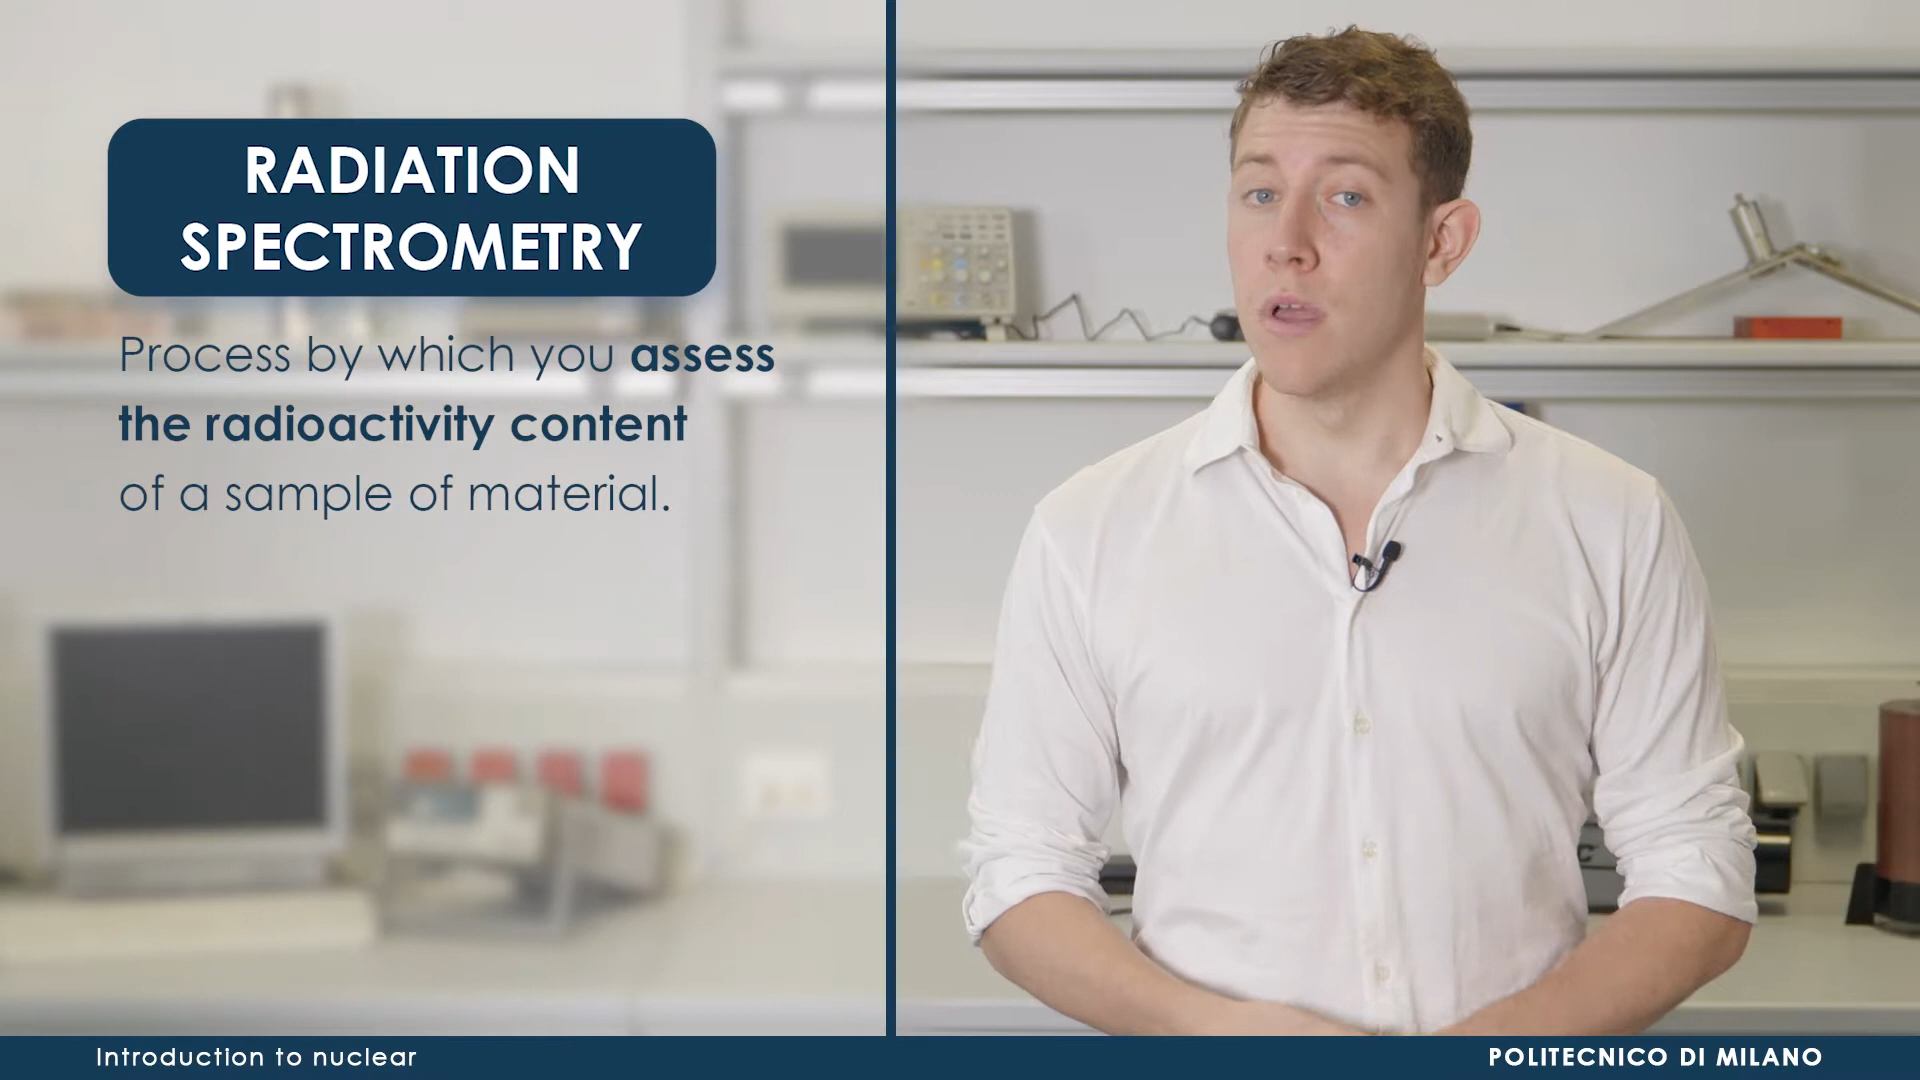 RADIATION
SPECTROMETRY
Process by which you assess
the radioactivity content
of a sample of material.
Introduction to nuclear
POLITECNICO DI MILANO